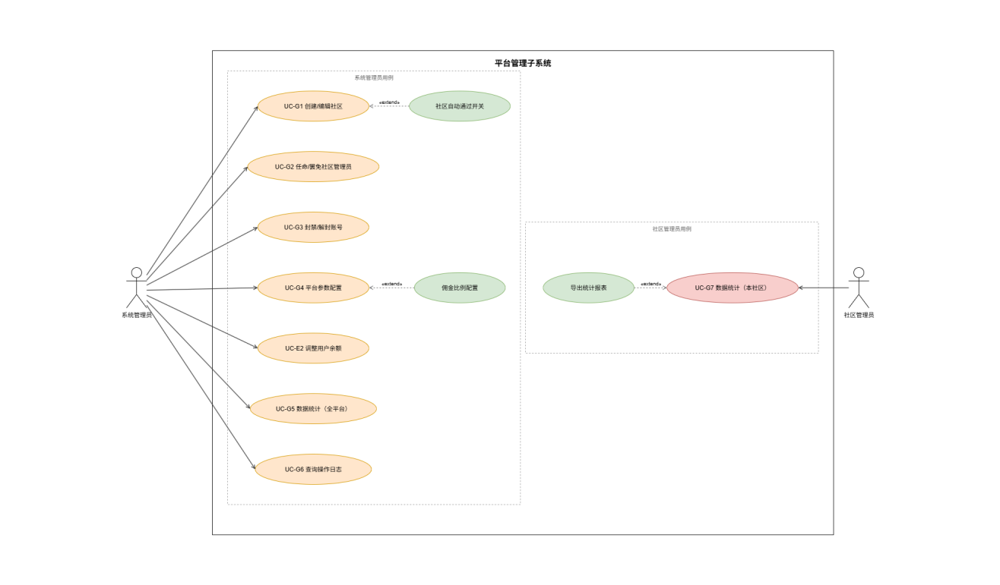 平台管理子系统
系统管理员用例
UC-G1 创建/编辑社区
«extend»
社区自动通过开关
UC-G2 任命/罢免社区管理员
UC-G3 封禁/解封账号
UC-G4 平台参数配置
«extend»
佣金比例配置
UC-E2 调整用户余额
UC-G5 数据统计（全平台）
UC-G6 查询操作日志
系统管理员
社区管理员用例
导出统计报表
«extend»
UC-G7 数据统计（本社区）
社区管理员